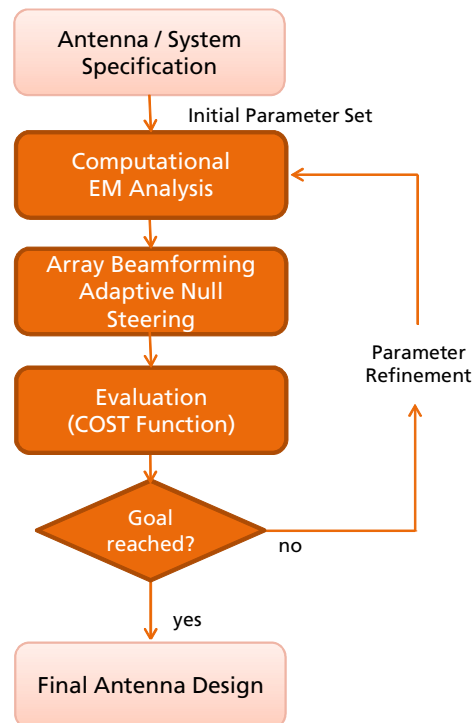 Antenna / System
Specification
Initial Parameter Set
Computational
EM Analysis
Array Beamforming
Adaptive Null
Steering
Parameter
Refinement
Evaluation
(COST Function)
Goal
reached?
no
yes
Final Antenna Design